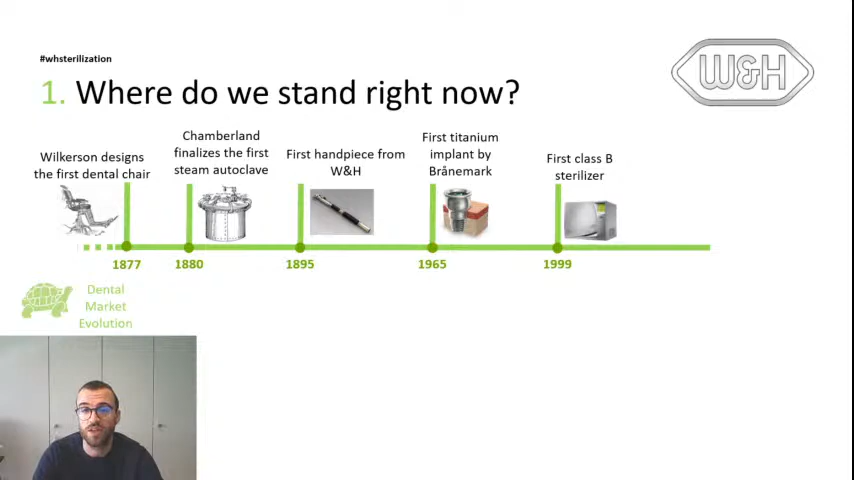 #whsterilization
W&H
1. Where do we stand right now?
Wilkerson designs
the first dental chair
Chamberland
finalizes the first
steam autoclave
First handpiece from
W&H
First titanium
implant by
Brånemark
First class B
sterilizer
1877
1880
1895
1965
1999
Dental
Market
Evolution